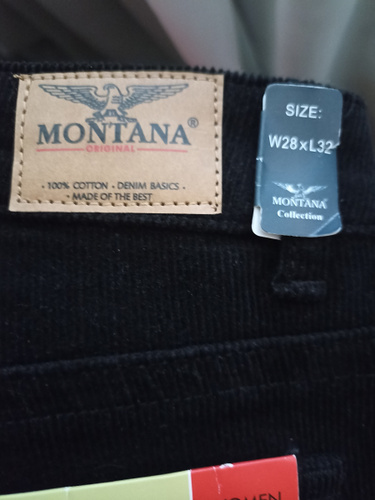 MONTANA®
ORIGINAL
• 100% COTTON • DENIM BASICS •
• MADE OF THE BEST
SIZE:
W28xL32
MONTANA
Collection